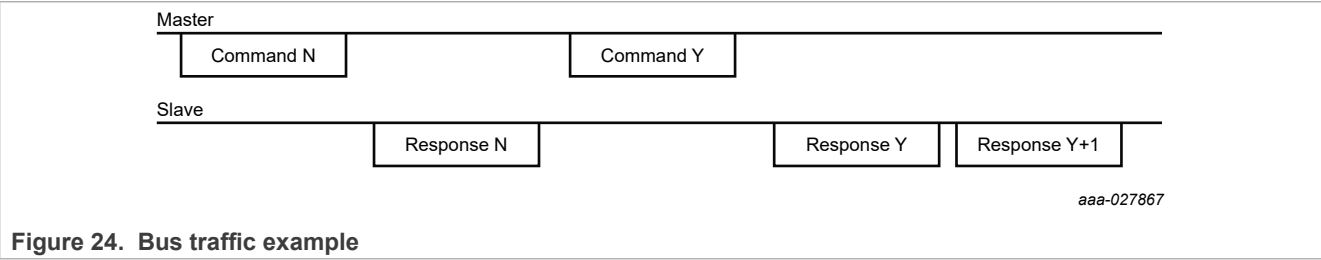 Master
Command N
Command Y
Slave
Response N
Response Y
Response Y+1
aaa-027867
Figure 24. Bus traffic example